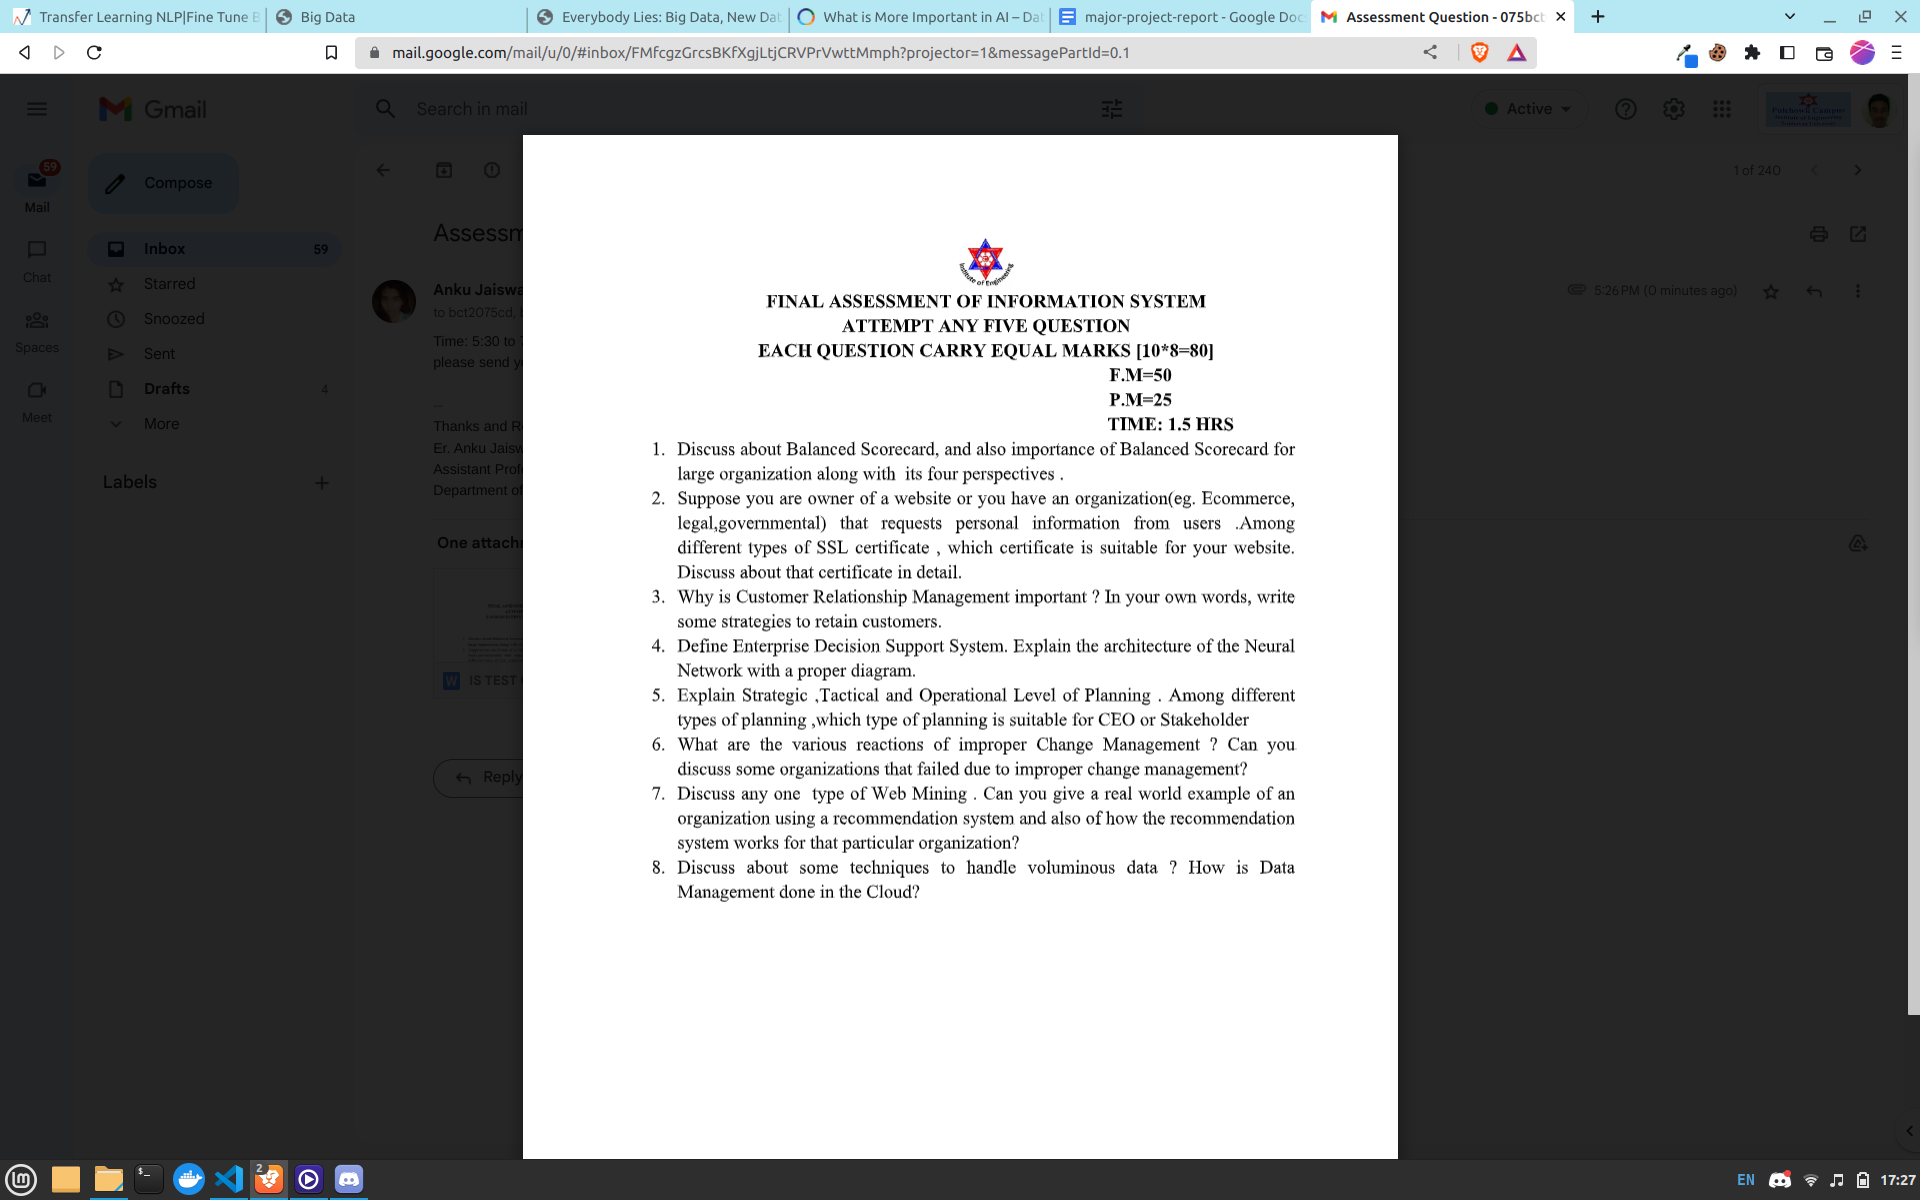 Transfer Learning NLP|Fine Tune B
Big Data
Everybody Lies: Big Data, New Dat
What is More Important in AI – Dat
major-project-report - Google Doc
Assessment Question - 075bct
mail.google.com/mail/u/0/#inbox/FMfcgzGrcsBKfXgjLtjCRVPrVwttMmph?projector=1&messagePartId=0.1
Gmail
Search in mail
Active
59
Mail
Compose
1 of 240
Inbox
59
Chat
Starred
Snoozed
Spaces
Sent
Drafts
4
Meet
More
Labels
Assessm
Anku Jaiswa
5:26 PM (0 minutes ago)
to bct2075cd,
Time: 5:30 to
please send y
--
Thanks and R
Er. Anku Jaisw
Assistant Prof
Department of
One attach
IS TEST
Reply
Institute of Engineering
FINAL ASSESSMENT OF INFORMATION SYSTEM
ATTEMPT ANY FIVE QUESTION
EACH QUESTION CARRY EQUAL MARKS [10*8=80]
F.M=50
P.M=25
TIME: 1.5 HRS
1. Discuss about Balanced Scorecard, and also importance of Balanced Scorecard for
large organization along with its four perspectives .
2. Suppose you are owner of a website or you have an organization(eg. Ecommerce,
legal,governmental) that requests personal information from users .Among
different types of SSL certificate , which certificate is suitable for your website.
Discuss about that certificate in detail.
3. Why is Customer Relationship Management important ? In your own words, write
some strategies to retain customers.
4. Define Enterprise Decision Support System. Explain the architecture of the Neural
Network with a proper diagram.
5. Explain Strategic ,Tactical and Operational Level of Planning . Among different
types of planning ,which type of planning is suitable for CEO or Stakeholder
6. What are the various reactions of improper Change Management ? Can you
discuss some organizations that failed due to improper change management?
7. Discuss any one type of Web Mining . Can you give a real world example of an
organization using a recommendation system and also of how the recommendation
system works for that particular organization?
8. Discuss about some techniques to handle voluminous data ? How is Data
Management done in the Cloud?
2
EN
17:27